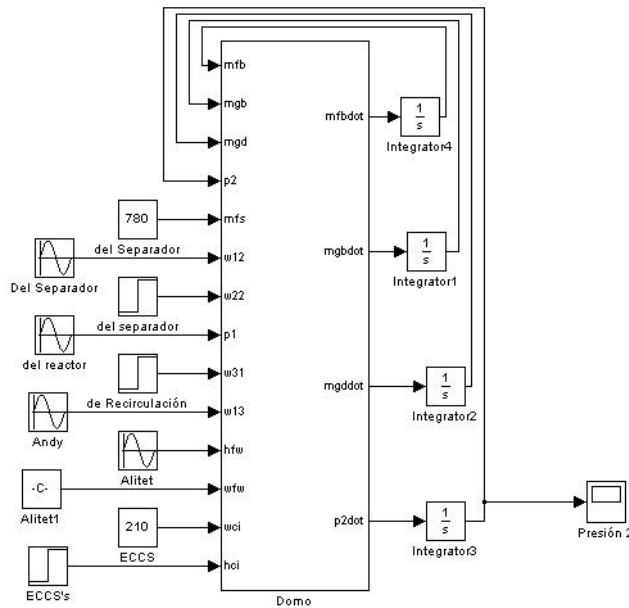 mfb
mgb
mgd
p2
mfs
w12
w22
p1
w31
w13
hfw
wfw
wci
hci
mfbdot
mgbdot
mgddot
p2dot
Domo
780
del Separador
Del Separador
del separador
del reactor
de Recirculación
Andy
Alitet
-C-
Alitet1
210
ECCS
ECCS's
1
s
Integrator4
1
s
Integrator1
1
s
Integrator2
1
s
Integrator3
Presión 2